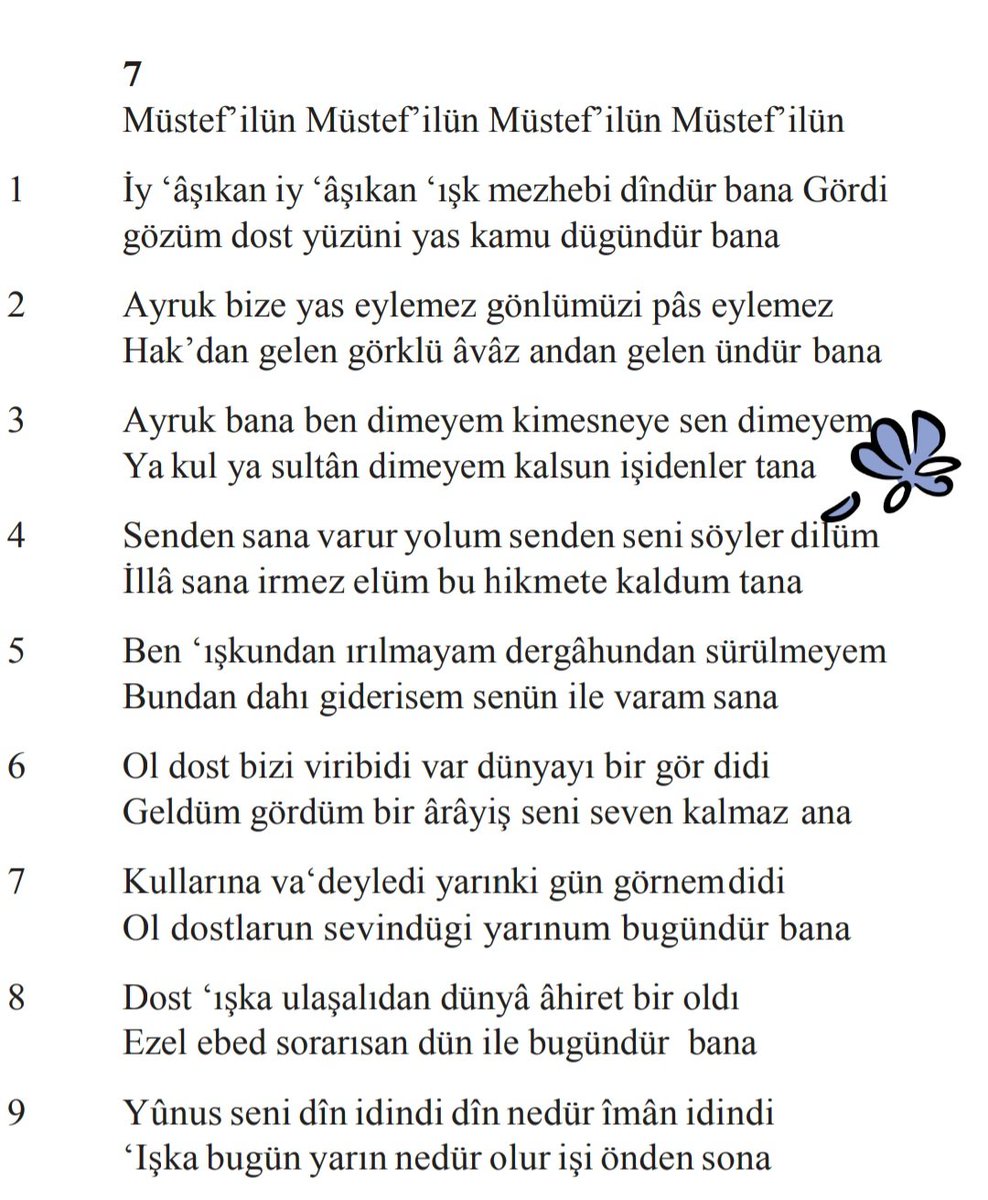 7
Müstef’ilün Müstef’ilün Müstef’ilün Müstef’ilün
1 İy ‘âşıkan iy ‘âşıkan ‘ışk mezhebi dîndür bana Gördi
gözüm dost yüzüni yas kamu dügündür bana
2 Ayruk bize yas eylemez gönlümüzi pâs eylemez
Hak’dan gelen görklü âvâz andan gelen ündür bana
3 Ayruk bana ben dimeyem kimesneye sen dimeyem
Ya kul ya sultân dimeyem kalsun işidenler tana
4 Senden sana varur yolum senden seni söyler dilüm
İllâ sana irmez elüm bu hikmete kaldum tana
5 Ben ‘ışkundan ırılmayam dergâhundan sürülmeyem
Bundan dahı giderisem senün ile varam sana
6 Ol dost bizi viribidi var dünyayı bir gör didi
Geldüm gördüm bir ârâyiş seni seven kalmaz ana
7 Kullarına va‘deyledi yarınki gün görnem didi
Ol dostlarun sevindügi yarınum bugündür bana
8 Dost ‘ışka ulaşalıdan dünyâ âhiret bir oldı
Ezel ebed sorarısan dün ile bugündür bana
9 Yûnus seni dîn idindi dîn nedür îmân idindi
‘Işka bugün yarın nedür olur işi önden sona